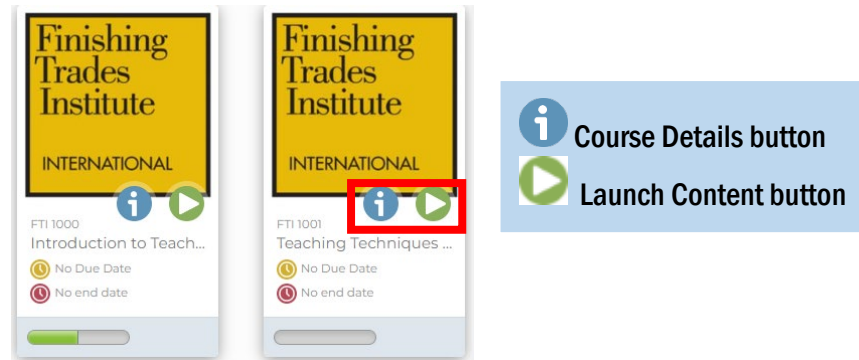 Finishing
Trades
Institute
INTERNATIONAL
FTI 1000
Introduction to Teach...
No Due Date
No end date
Finishing
Trades
Institute
INTERNATIONAL
FTI 1001
Teaching Techniques ...
No Due Date
No end date
i Course Details button
Launch Content button